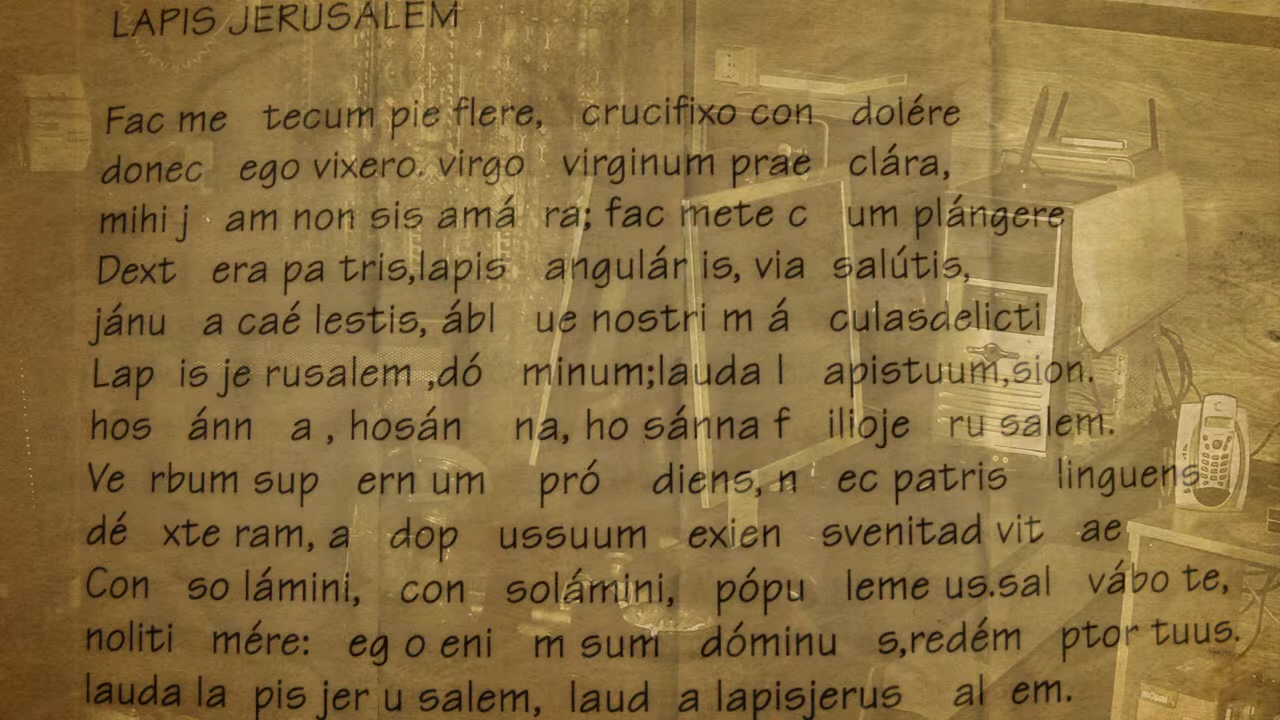 LAPIS JERUSALEM
Fac me tecum pie flere, crucifixo con dolére
donec ego vixero. virgo virginum prae clára,
mihi j am non sis amá ra; fac mete c um plángere
Dext era pa tris,lapis angulár is, via salútis,
jánu a caé lestis, ábl ue nostri m á culasdelicti
Lap is je rusalem ,dó minum;lauda l apistuum,sion.
hos ánn a , hosán na, ho sánna f ilioje ru salem.
Ve rbum sup ern um pró diens, n ec patris linguens
dé xte ram, a dop ussuum exien svenitad vit ae
Con so lámini, con solámini, pópu leme us.sal vábo te,
noliti mére: eg o eni m sum dóminu s,redém ptor tuus.
lauda la pis jer u salem, laud a lapisjerus al em.